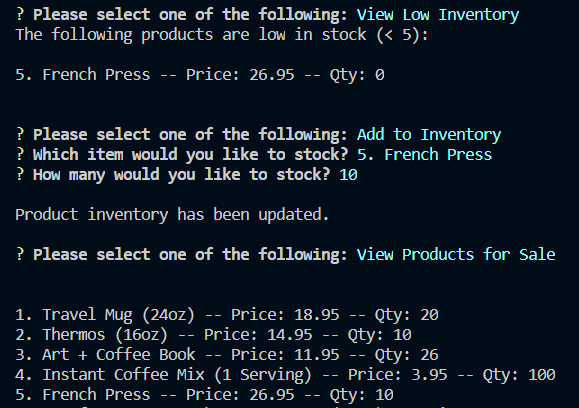 ? Please select one of the following: View Low Inventory
The following products are low in stock (< 5):
5. French Press -- Price: 26.95 -- Qty: 0
? Please select one of the following: Add to Inventory
? Which item would you like to stock? 5. French Press
? How many would you like to stock? 10
Product inventory has been updated.
? Please select one of the following: View Products for Sale
1. Travel Mug (24oz) -- Price: 18.95 -- Qty: 20
2. Thermos (16oz) -- Price: 14.95 -- Qty: 10
3. Art + Coffee Book -- Price: 11.95 -- Qty: 26
4. Instant Coffee Mix (1 Serving) -- Price: 3.95 -- Qty: 100
5. French Press -- Price: 26.95 -- Qty: 10